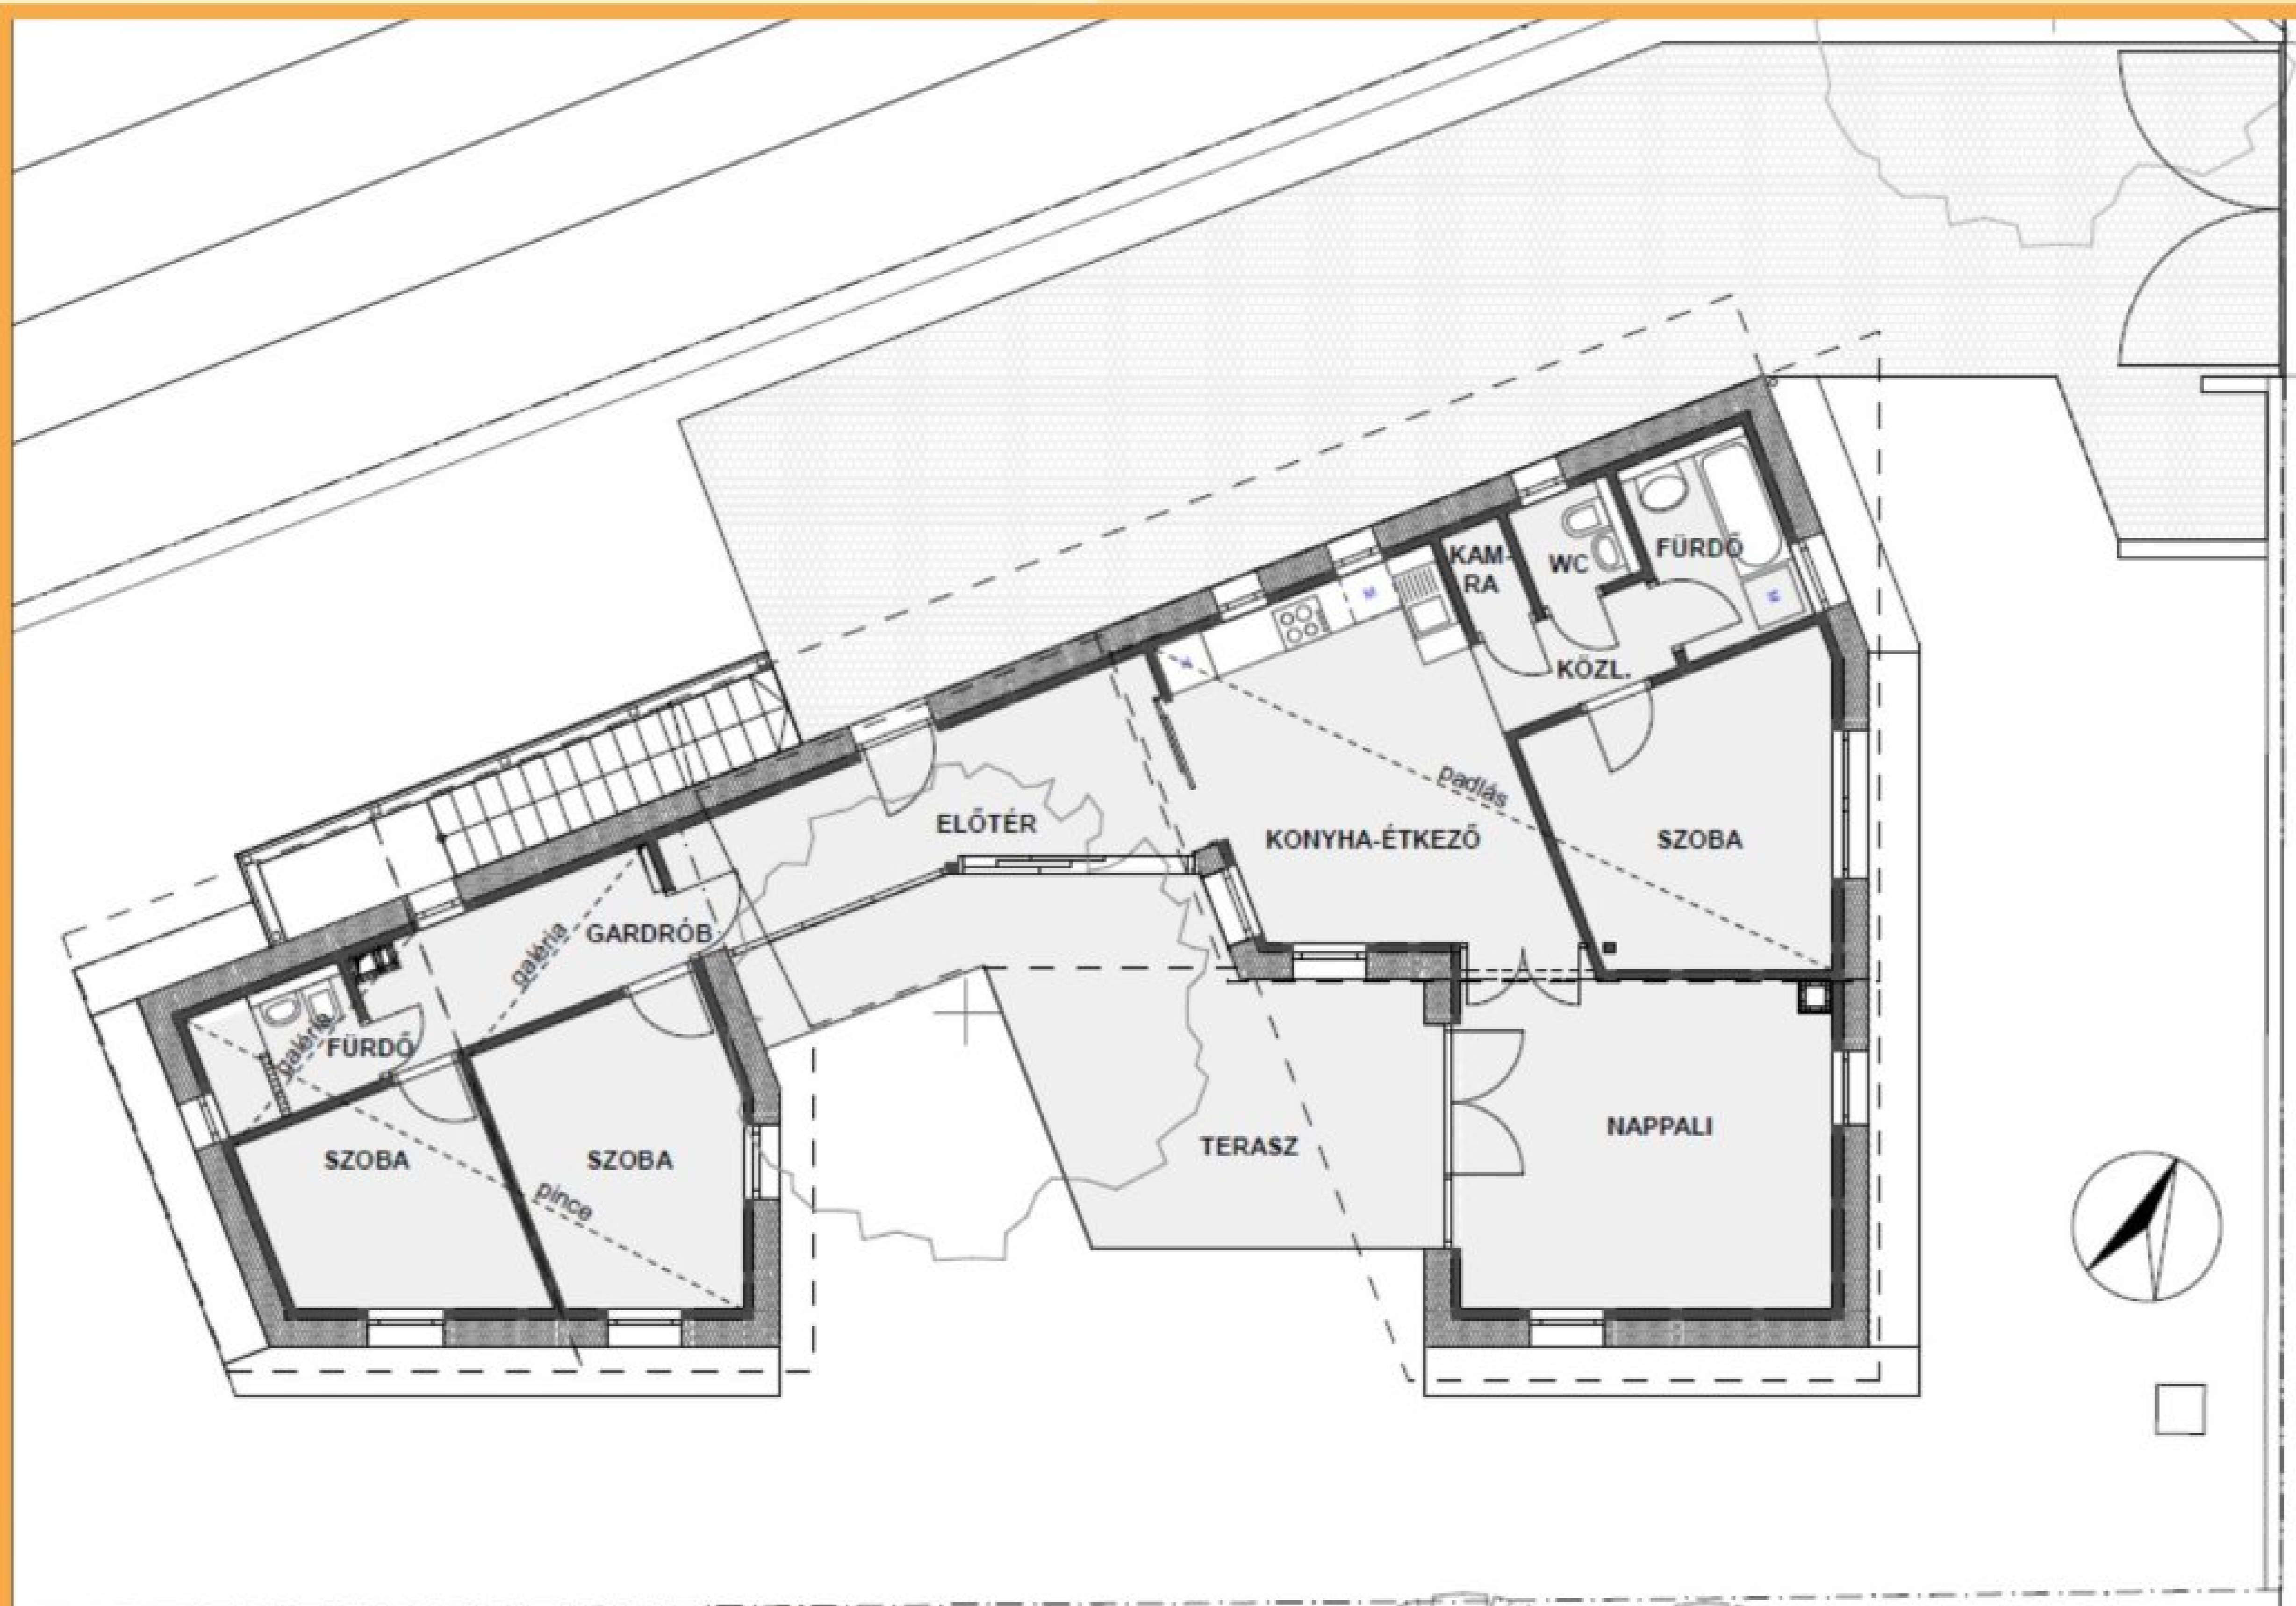 KAM-
RA
WC
FÜRDŐ
M
M
KÖZL.
padlás
ELŐTÉR
KONYHA-ÉTKEZŐ
SZOBA
galéria
GARDRÓB
galéria
FÜRDŐ
SZOBA
SZOBA
pince
TERASZ
NAPPALI